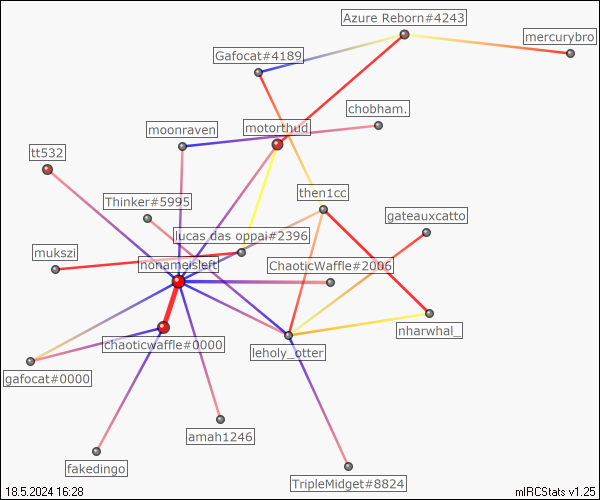 Azure Reborn#4243
mercurybro
Gafocat#4189
chobham.
moonraven
motorthud
tt532
Thinker#5995
then1cc
gateauxcatto
lucas das oppai#2396
mukszi
nonameisleft
ChaoticWaffle#2006
nharwhal_
chaoticwaffle#0000
leholy_otter
gafocat#0000
amah1246
fakedingo
TripleMidget#8824
18.5.2024 16:28
mIRCStats v1.25